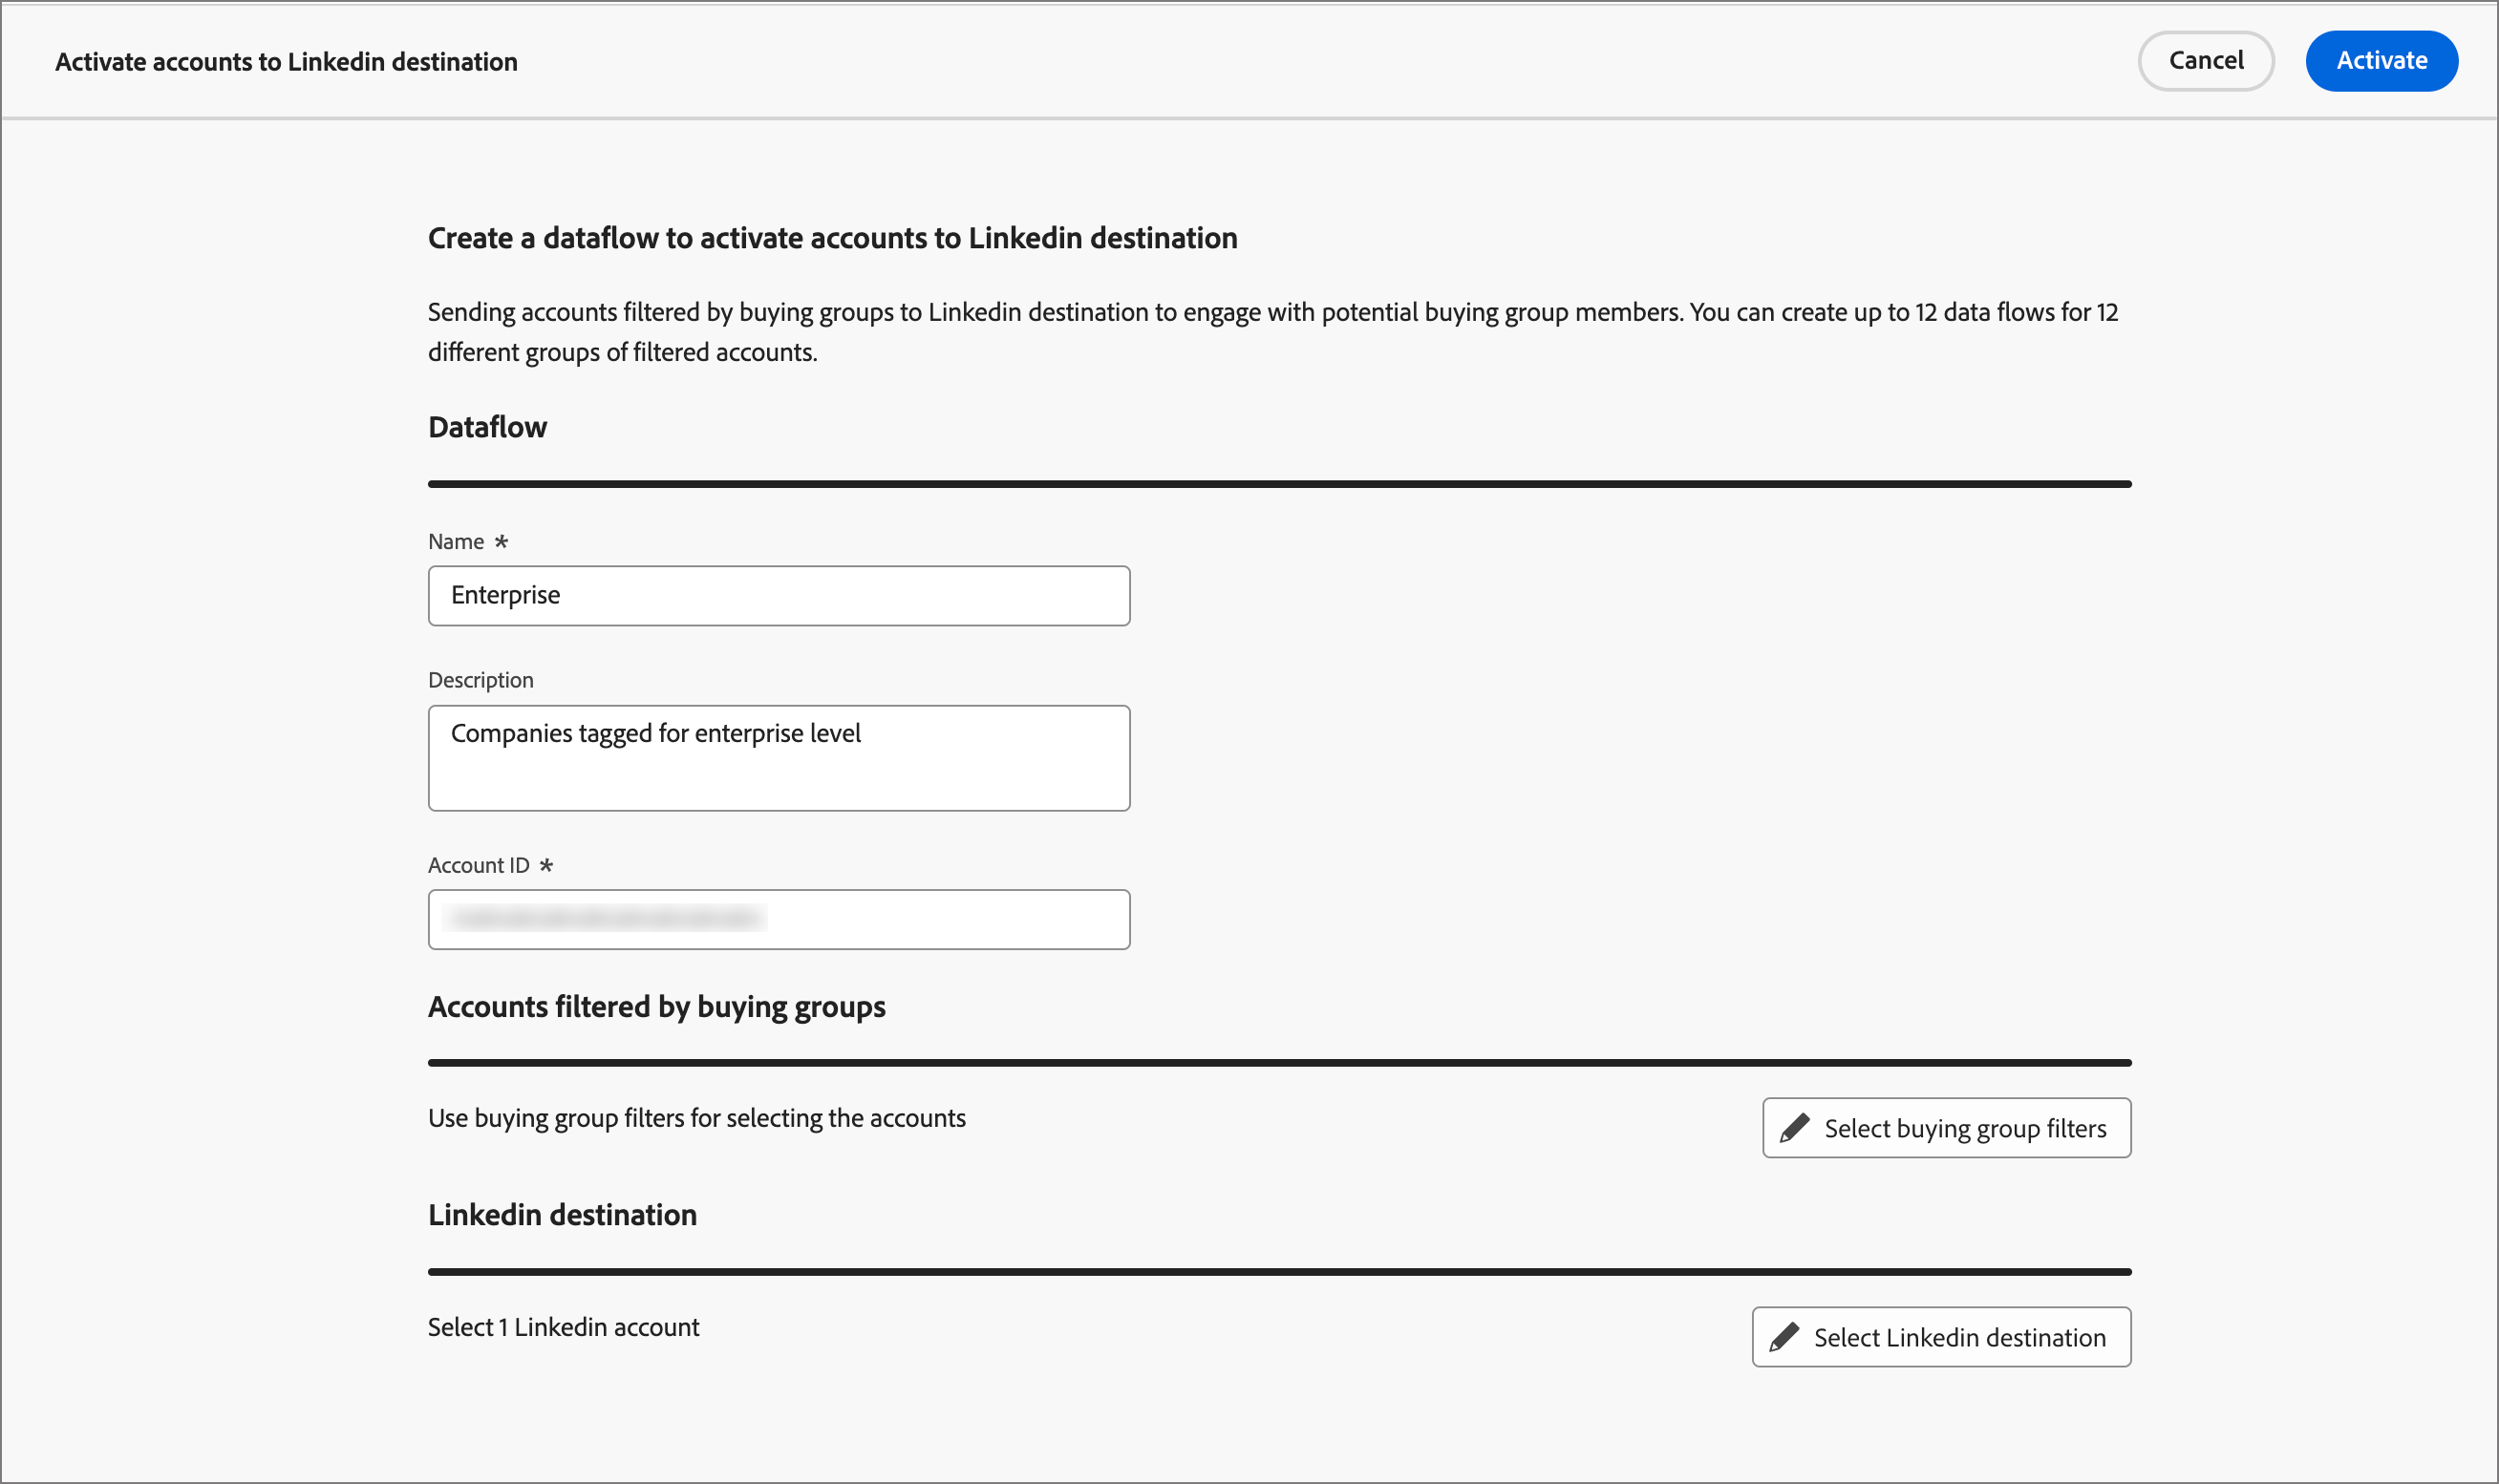 Activate accounts to Linkedin destination
Cancel
Activate
Create a dataflow to activate accounts to Linkedin destination
Sending accounts filtered by buying groups to Linkedin destination to engage with potential buying group members. You can create up to 12 data flows for 12
different groups of filtered accounts.
Dataflow
Name *
Enterprise
Description
Companies tagged for enterprise level
Account ID *
Accounts filtered by buying groups
Use buying group filters for selecting the accounts
Select buying group filters
Linkedin destination
Select 1 Linkedin account
Select Linkedin destination